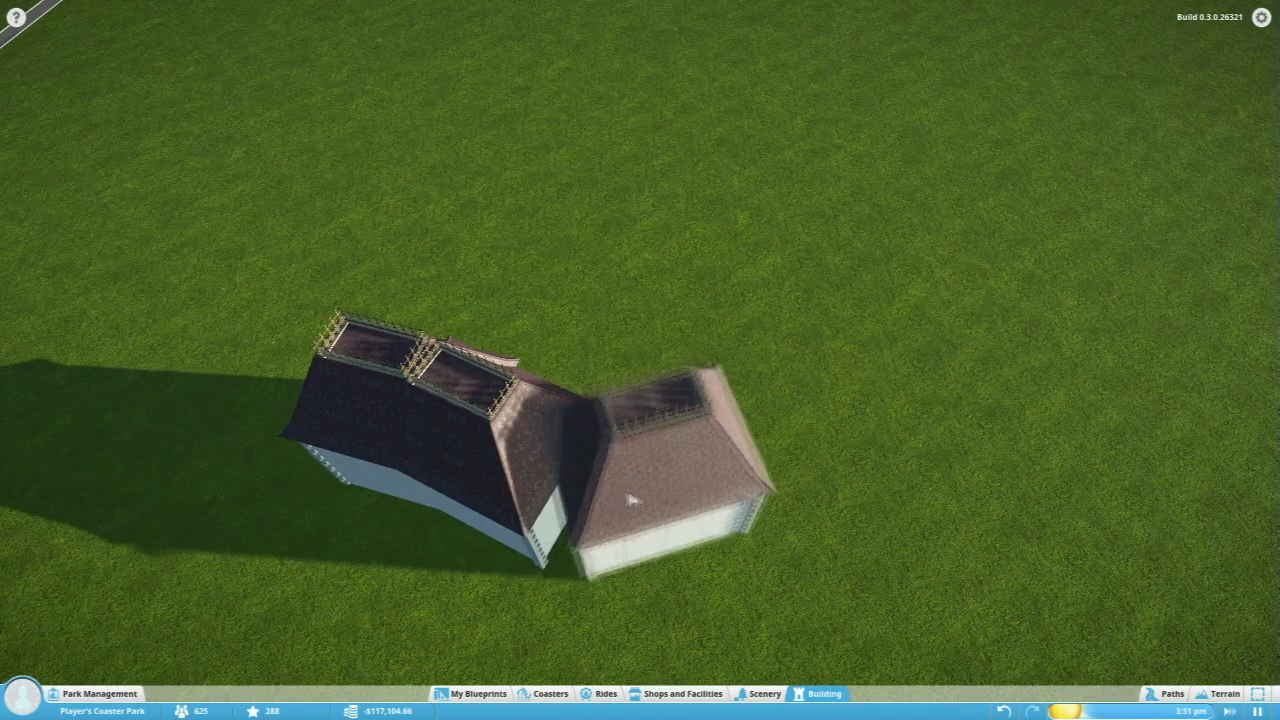 ?
Build 0.3.0.26321
Park Management
My Blueprints
Coasters
Rides
Shops and Facilities
Scenery
Building
Paths
Terrain
Player's Coaster Park
625
288
-$117,104.66
3:31 pm